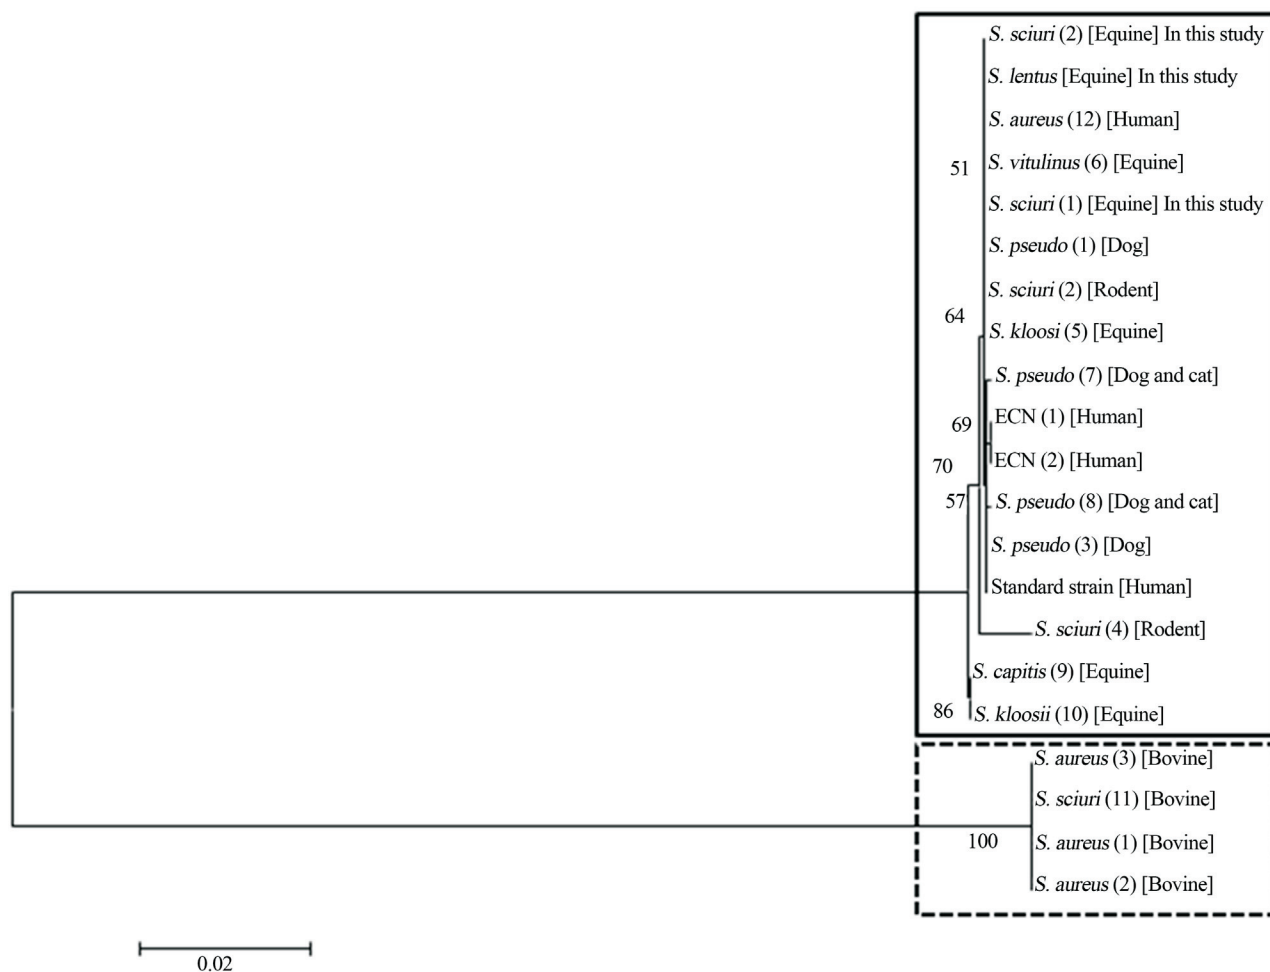 S. sciuri (2) [Equine] In this study
S. lentus [Equine] In this study
S. aureus (12) [Human]
S. vitulinus (6) [Equine]
51
S. sciuri (1) [Equine] In this study
S. pseudo (1) [Dog]
S. sciuri (2) [Rodent]
64
S. kloosi (5) [Equine]
S. pseudo (7) [Dog and cat]
ECN (1) [Human]
69
ECN (2) [Human]
70
S. pseudo (8) [Dog and cat]
57
S. pseudo (3) [Dog]
Standard strain [Human]
S. sciuri (4) [Rodent]
S. capitis (9) [Equine]
86
S. kloosii (10) [Equine]
S. aureus (3) [Bovine]
S. sciuri (11) [Bovine]
100
S. aureus (1) [Bovine]
S. aureus (2) [Bovine]
0.02